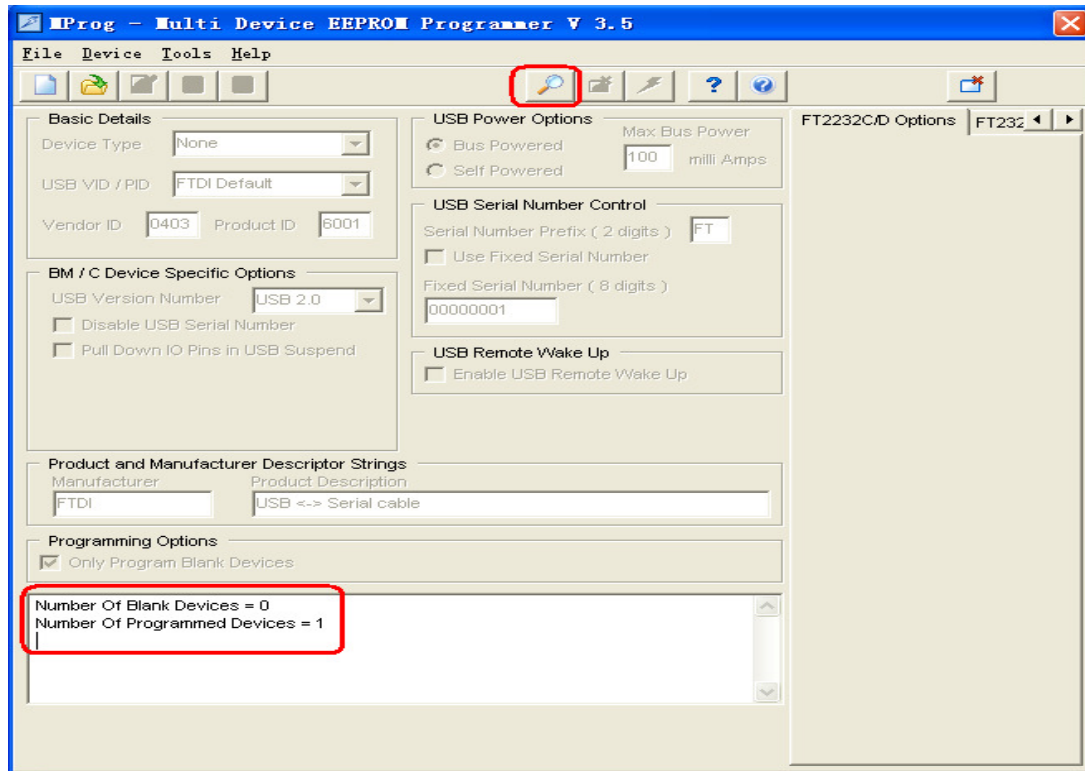 MProg - Multi Device EEPROM Programmer V 3.5
File Device Tools Help
Basic Details
Device Type None
USB VID / PID FTDI Default
Vendor ID 0403 Product ID 6001
BM / C Device Specific Options
USB Version Number USB 2.0
Disable USB Serial Number
Pull Down IO Pins in USB Suspend
USB Power Options
Bus Powered
Self Powered
Max Bus Power
100 milli Amps
USB Serial Number Control
Serial Number Prefix ( 2 digits ) FT
Use Fixed Serial Number
Fixed Serial Number ( 8 digits )
00000001
USB Remote Wake Up
Enable USB Remote Wake Up
FT2232C/D Options FT232
Product and Manufacturer Descriptor Strings
Manufacturer Product Description
FTDI USB <-> Serial cable
Programming Options
Only Program Blank Devices
Number Of Blank Devices = 0
Number Of Programmed Devices = 1